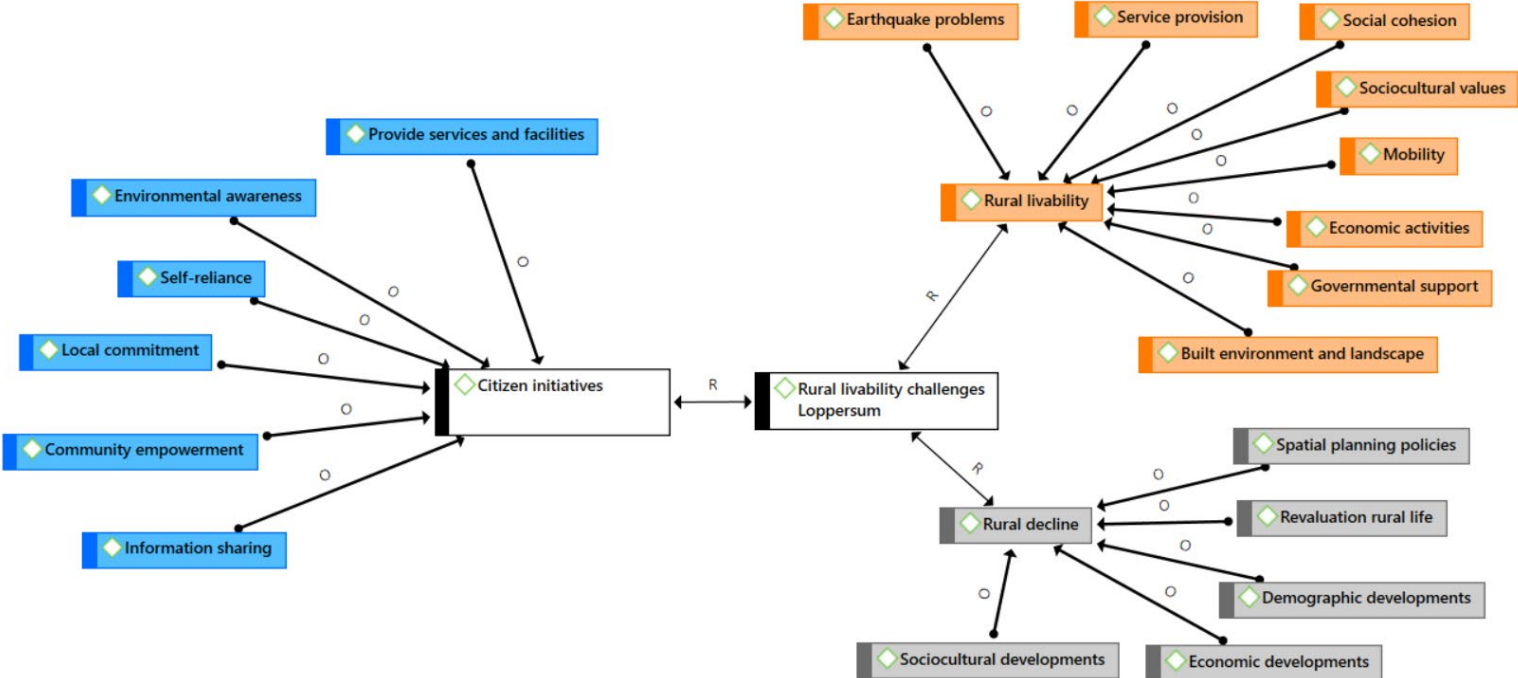 Earthquake problems
Service provision
Social cohesion
Sociocultural values
Provide services and facilities
Mobility
Environmental awareness
Rural livability
Economic activities
Self-reliance
Governmental support
Local commitment
Built environment and landscape
Citizen initiatives
Rural livability challenges
Loppersum
Community empowerment
Spatial planning policies
Revaluation rural life
Rural decline
Information sharing
Demographic developments
Sociocultural developments
Economic developments
O
O
O
O
O
O
O
O
O
O
O
O
O
O
R
R
R
O
O
O
O
O